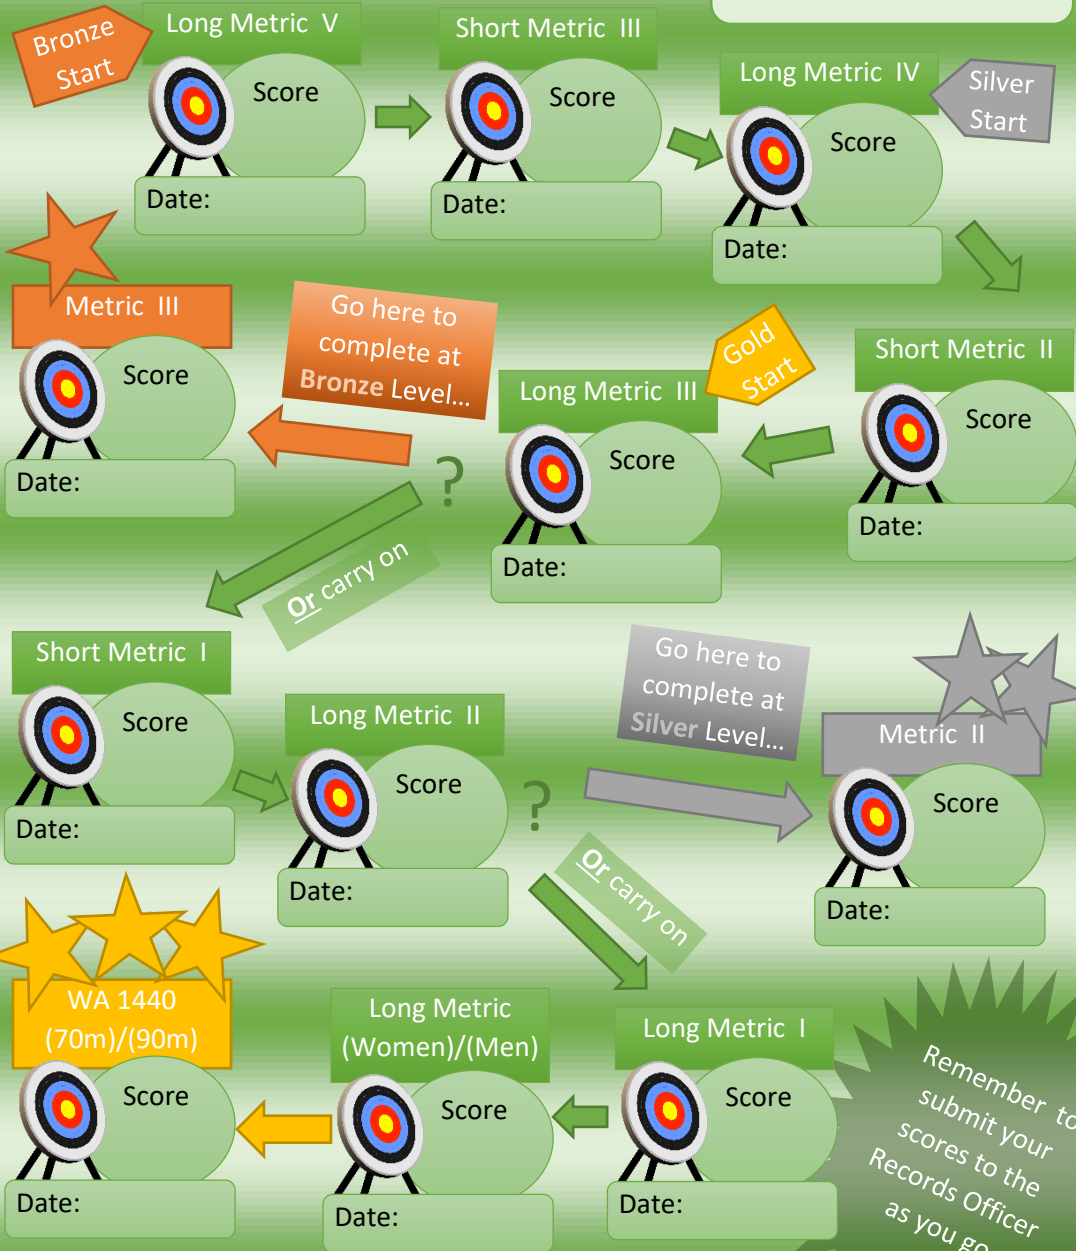 Bronze
Start
Long Metric V
Score
Date:
Short Metric III
Score
Date:
Long Metric IV
Score
Date:
Silver
Start
Metric III
Score
Date:
Go here to
complete at
Bronze Level...
Long Metric III
Score
Date:
Gold
Start
Short Metric II
Score
Date:
?
Or carry on
Short Metric I
Score
Date:
Long Metric II
Score
Date:
?
Go here to
complete at
Silver Level...
Metric II
Score
Date:
Or carry on
WA 1440
(70m)/(90m)
Score
Date:
Long Metric
(Women)/(Men)
Score
Date:
Long Metric I
Score
Date:
Remember to
submit your
scores to the
Records Officer
as you go